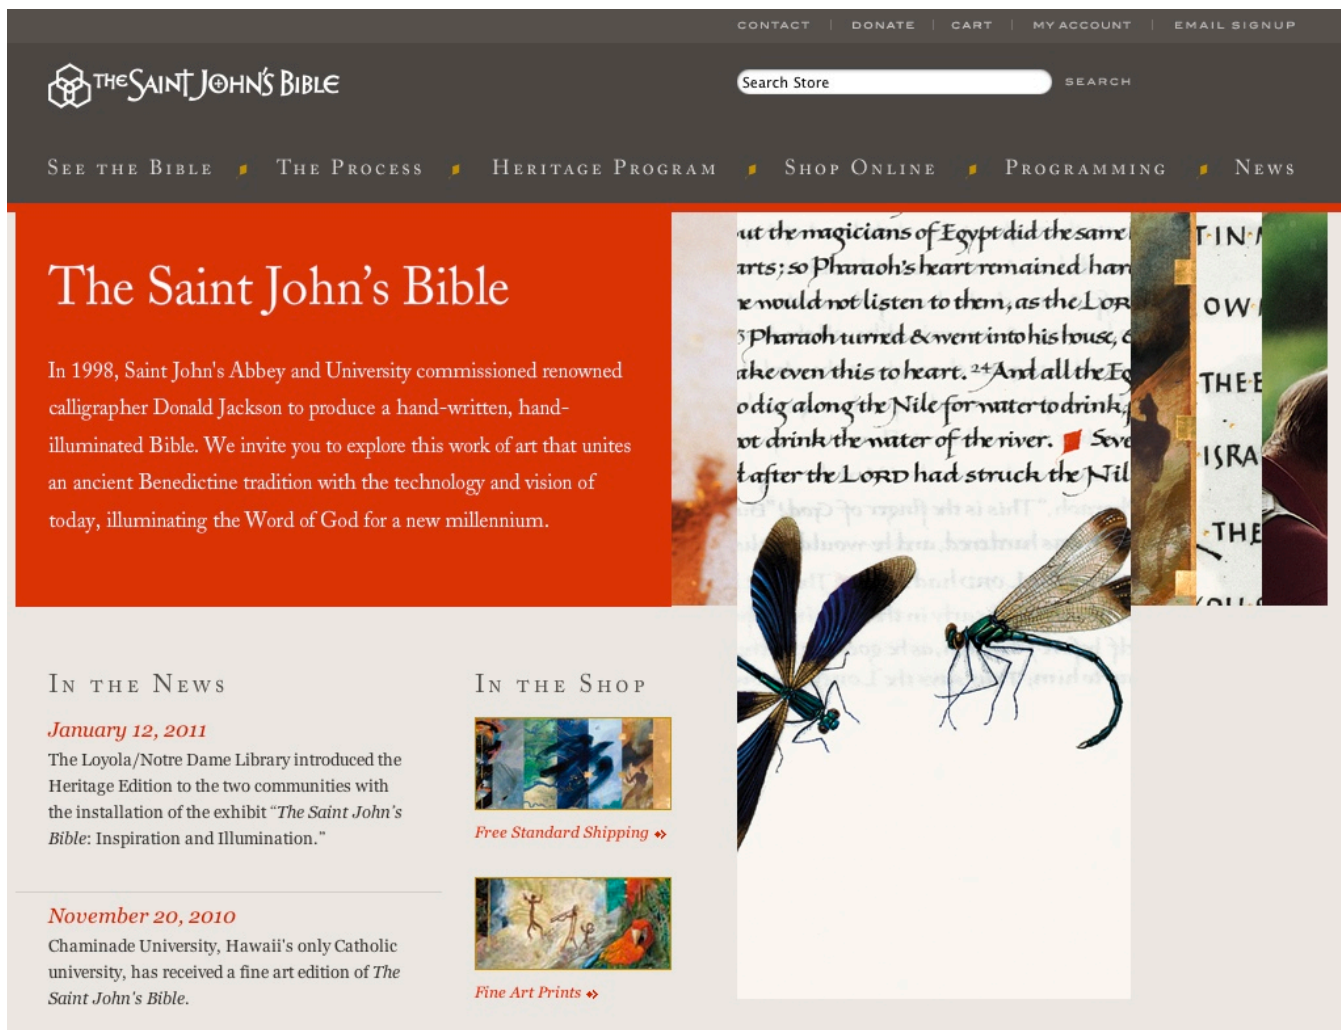 CONTACT | DONATE | CART | MY ACCOUNT | EMAIL SIGNUP
THE SAINT JOHN'S BIBLE
Search Store SEARCH
SEE THE BIBLE THE PROCESS HERITAGE PROGRAM SHOP ONLINE PROGRAMMING NEWS
The Saint John's Bible
In 1998, Saint John's Abbey and University commissioned renowned
calligrapher Donald Jackson to produce a hand-written, hand-
illuminated Bible. We invite you to explore this work of art that unites
an ancient Benedictine tradition with the technology and vision of
today, illuminating the Word of God for a new millennium.
ut the magicians of Egypt did the same
arts; so Pharaoh's heart remained har
e would not listen to them, as the LOR
Pharaoh turned & went into his house,
ake even this to heart. 24 And all the Eg
o dig along the Nile for water to drink,
ot drink the water of the river. Seve
d after the LORD had struck the Nil
T·IN·
OW
THEE
ISRA
THE
YOU·S
IN THE NEWS
January 12, 2011
The Loyola/Notre Dame Library introduced the
Heritage Edition to the two communities with
the installation of the exhibit “The Saint John's
Bible: Inspiration and Illumination.”
November 20, 2010
Chaminade University, Hawaii's only Catholic
university, has received a fine art edition of The
Saint John's Bible.
IN THE SHOP
Free Standard Shipping
Fine Art Prints